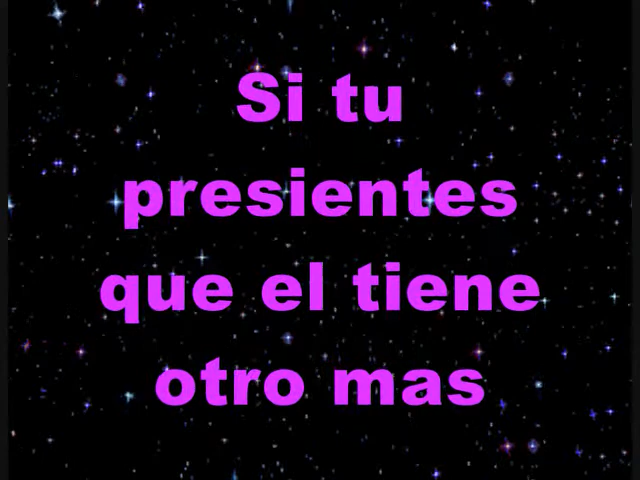 Si tu
presientes
que el tiene
otro mas